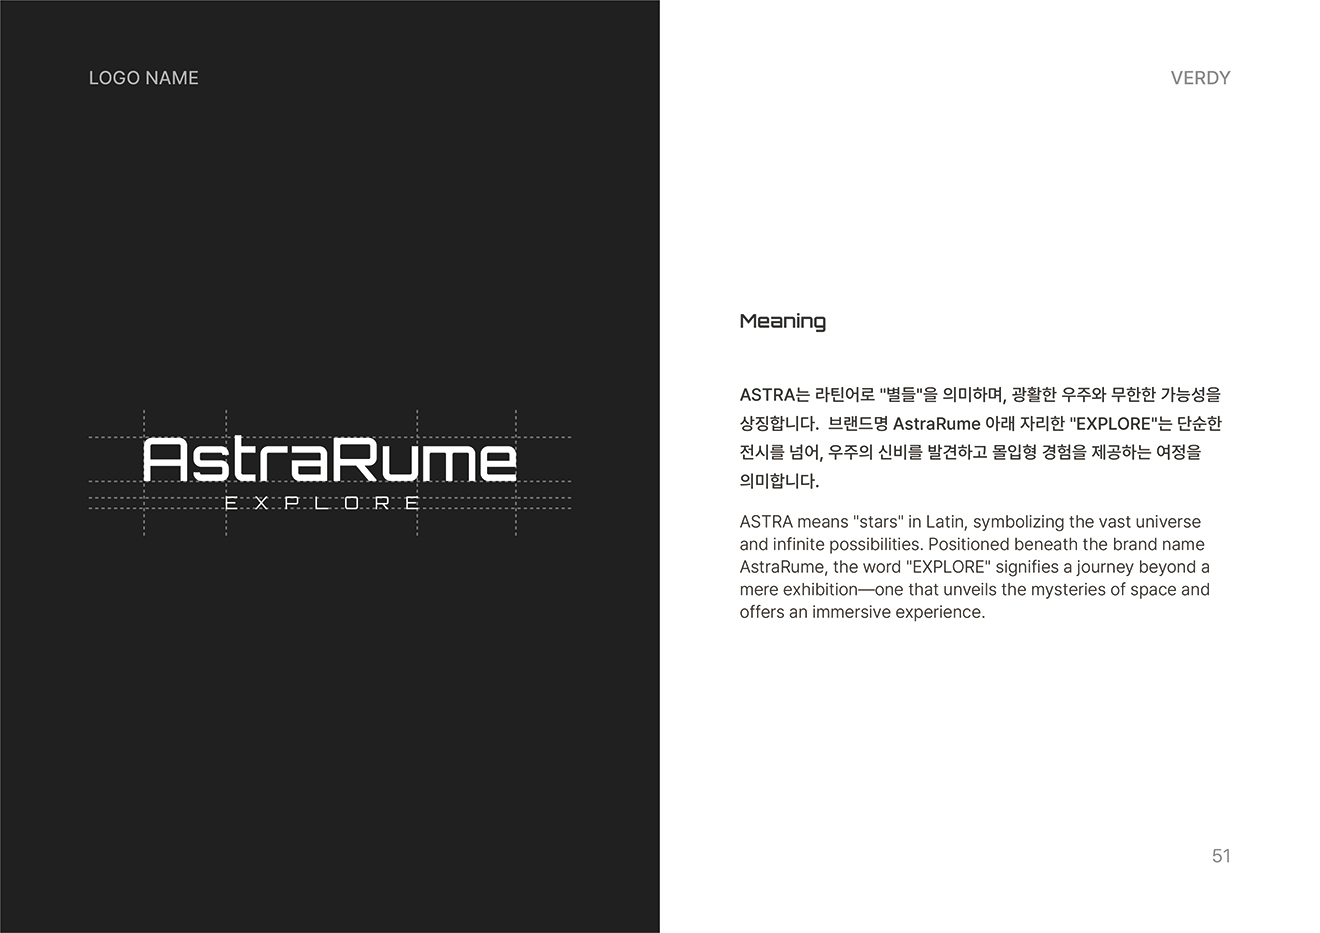 LOGO NAME
VERDY
AstraRume
EXPLORE
Meaning
ASTRA는 라틴어로 "별들"을 의미하며, 광활한 우주와 무한한 가능성을
상징합니다.  브랜드명 AstraRume 아래 자리한 "EXPLORE"는 단순한
전시를 넘어, 우주의 신비를 발견하고 몰입형 경험을 제공하는 여정을
의미합니다.
ASTRA means "stars" in Latin, symbolizing the vast universe
and infinite possibilities. Positioned beneath the brand name
AstraRume, the word "EXPLORE" signifies a journey beyond a
mere exhibition—one that unveils the mysteries of space and
offers an immersive experience.
51